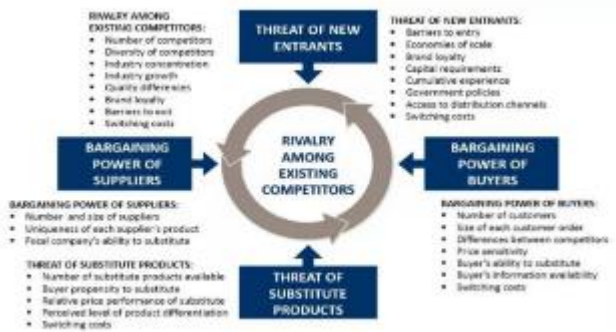 RIVALRY AMONG
EXISTING COMPETITORS:
• Number of competitors
• Diversity of competitors
• Industry concentration
• Industry growth
• Quality differences
• Brand loyalty
• Barriers to exit
• Switching costs
THREAT OF NEW
ENTRANTS
THREAT OF NEW ENTRANTS:
• Barriers to entry
• Economies of scale
• Brand loyalty
• Capital requirements
• Cumulative experience
• Government policies
• Access to distribution channels
• Switching costs
BARGAINING
POWER OF
SUPPLIERS
RIVALRY
AMONG
EXISTING
COMPETITORS
BARGAINING
POWER OF
BUYERS
BARGAINING POWER OF SUPPLIERS:
• Number and size of suppliers
• Uniqueness of each supplier's product
• Focal company's ability to substitute
BARGAINING POWER OF BUYERS:
• Number of customers
• Size of each customer order
• Differences between competitors
• Price sensitivity
• Buyer's ability to substitute
• Buyer's information availability
• Switching costs
THREAT OF SUBSTITUTE PRODUCTS:
• Number of substitute products available
• Buyer propensity to substitute
• Relative price performance of substitute
• Perceived level of product differentiation
• Switching costs
THREAT OF
SUBSTITUTE
PRODUCTS